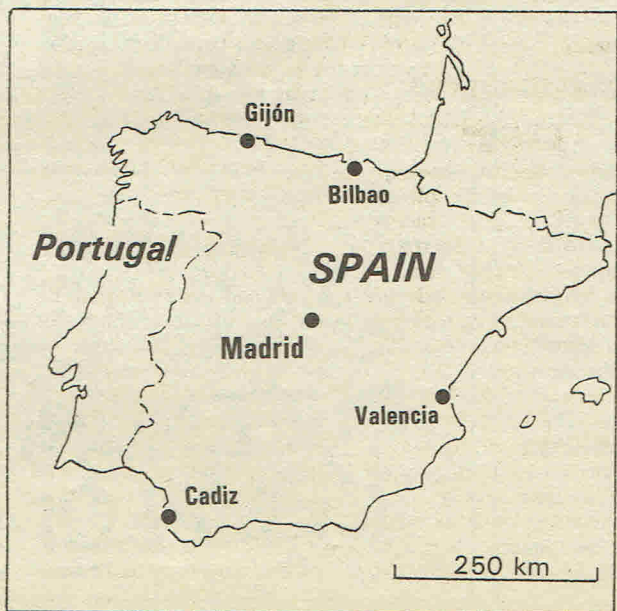 Gijón
Bilbao
Portugal
SPAIN
Madrid
Valencia
Cadiz
250 km